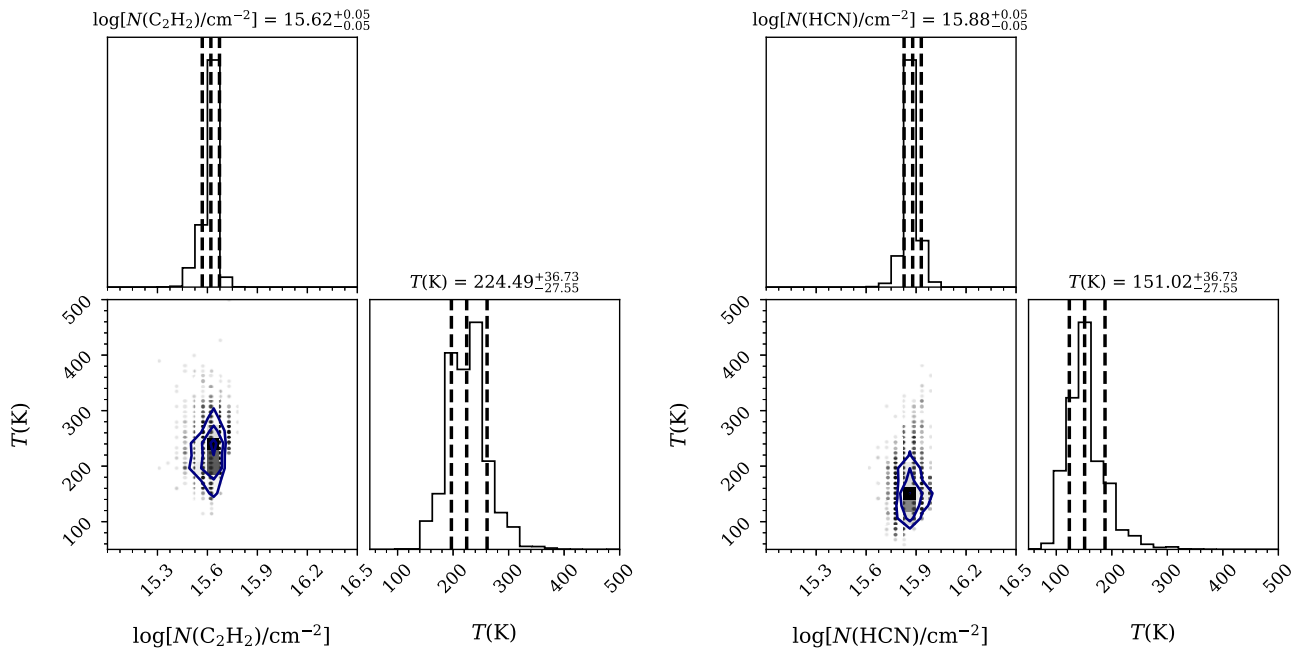 log[N(C₂H₂)/cm⁻²] = 15.62⁺⁰·⁰⁵₋₀.₀₅
T(K) = 224.49⁺³⁶·⁷³₋₂₇.₅₅
500
400
300
200
100
T(K)
15.3 15.6 15.9 16.2 16.5
100 200 300 400 500
log[N(C₂H₂)/cm⁻²]
T(K)
log[N(HCN)/cm⁻²] = 15.88⁺⁰·⁰⁵₋₀.₀₅
T(K) = 151.02⁺³⁶·⁷³₋₂₇.₅₅
500
400
300
200
100
T(K)
15.3 15.6 15.9 16.2 16.5
100 200 300 400 500
log[N(HCN)/cm⁻²]
T(K)